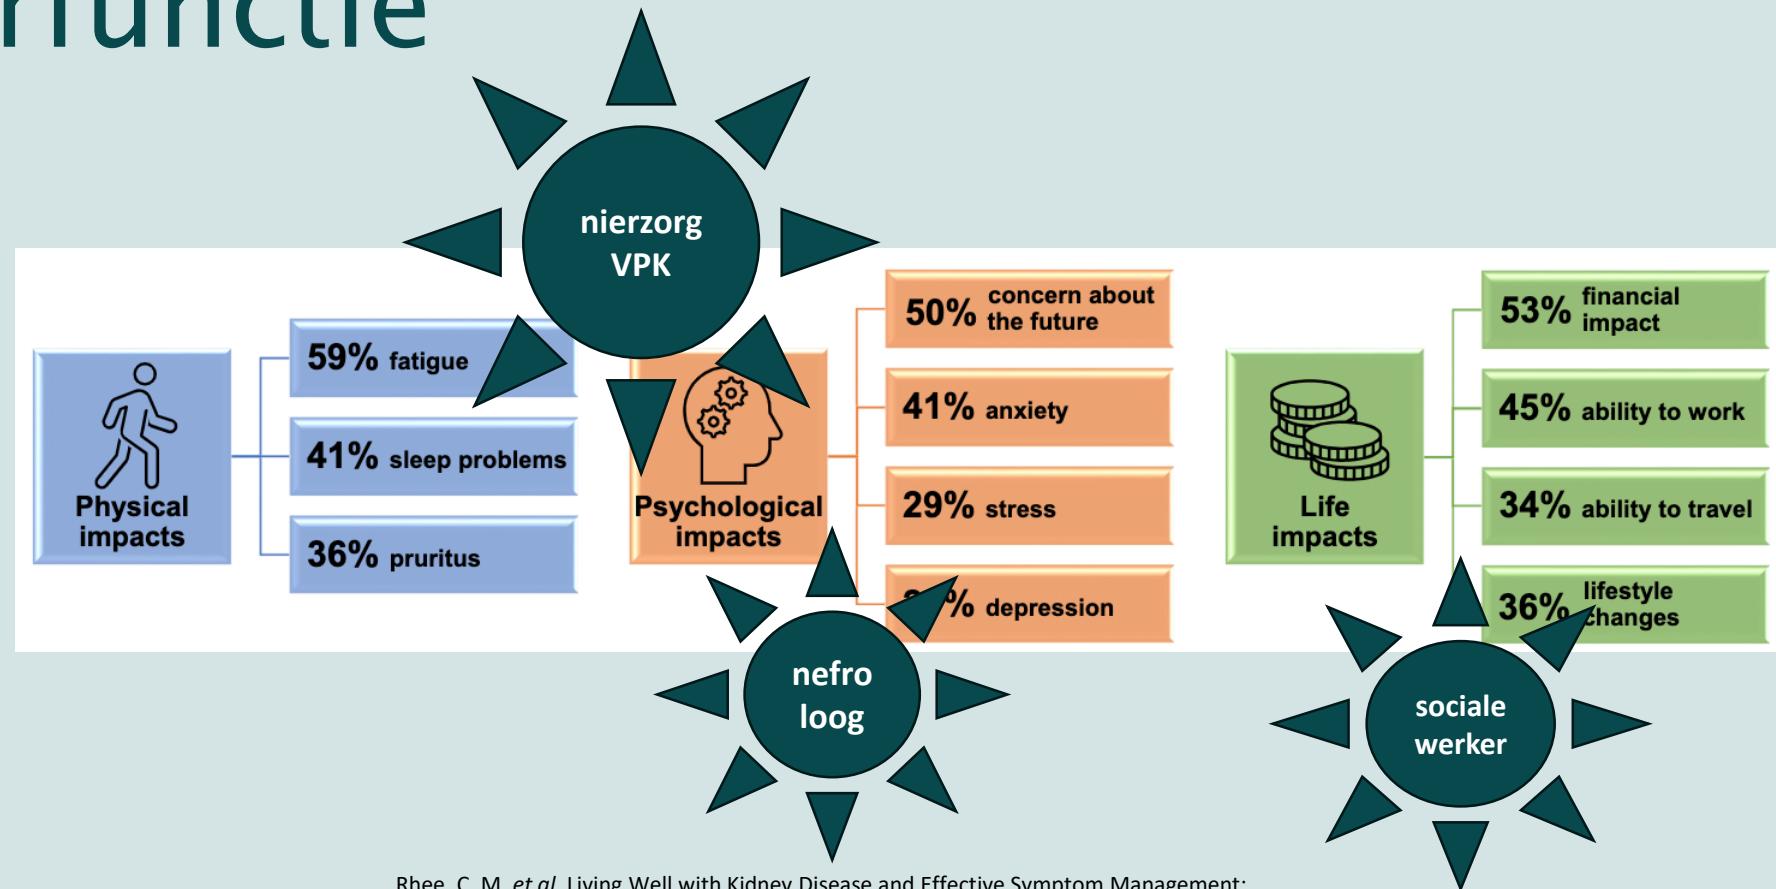 nierzorg
VPK
59% fatigue
41% sleep problems
36% pruritus
Physical
impacts
50% concern about
the future
41% anxiety
29% stress
% depression
Psychological
impacts
53% financial
impact
45% ability to work
34% ability to travel
36% lifestyle
changes
Life
impacts
nefro
loog
sociale
werker
Rhee, C. M. et al. Living Well with Kidney Disease and Effective Symptom Management: